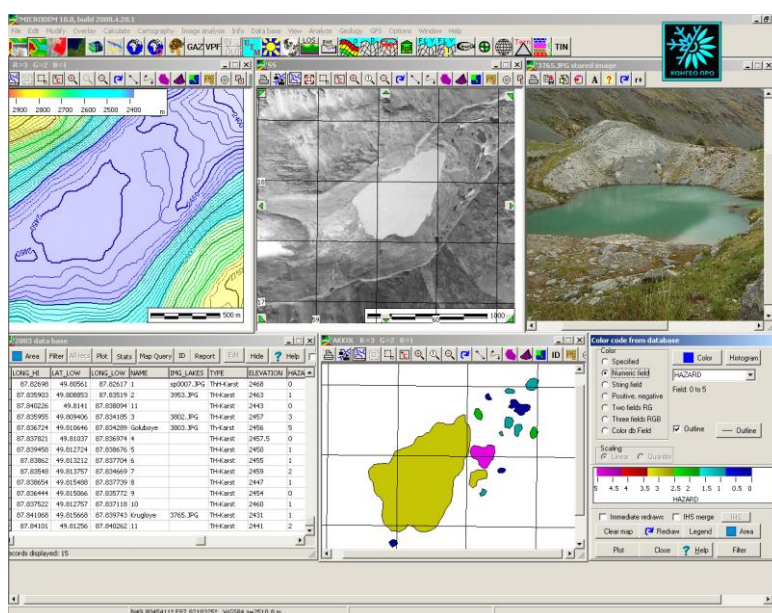 MICRODEM 10.0, build 2008.4.28.1
File Edit Modify Overlay Calculate Cartography Image analysis Info Data base View Analyze Geology GPS Options Window Help
GAZ VPF LOS TIN
КОНГЕО ПРО
R=3 G=2 B=1
SS
3765.JPG stored image
2900 2800 2700 2600 2500 2400
m
500 m
1000
2003 data base
Area Filter All recs Plot Stats Map Query ID Report Edit Hide ? Help
LONG_HI LAT_LOW LONG_LOW NAME IMG_LAKES TYPE ELEVATION HAZA
87.82698 49.80561 87.82617 1 sp0007.JPG TH-Karst 2468 0
87.835903 49.808853 87.83519 2 3953.JPG TH-Karst 2463 1
87.840226 49.8141 87.838094 11 TH-Karst 2443 0
87.835955 49.809406 87.834185 3 3802.JPG TH-Karst 2457 3
87.836724 49.810646 87.834289 Goluboye 3803.JPG TH-Karst 2456 5
87.837821 49.81037 87.836974 4 TH-Karst 2457.5 0
87.839458 49.812724 87.838676 5 TH-Karst 2450 1
87.83862 49.813212 87.837704 6 TH-Karst 2455 1
87.83548 49.813757 87.834669 7 TH-Karst 2459 2
87.838654 49.815488 87.837739 8 TH-Karst 2447 1
87.836444 49.815066 87.835772 9 TH-Karst 2454 0
87.837522 49.812757 87.837118 10 TH-Karst 2460 1
87.841068 49.815668 87.839743 Krugloye 3765.JPG TH-Karst 2431 1
87.84101 49.81256 87.840262 11 TH-Karst 2441 2
ecords displayed: 15
AKKOL R=3 G=2 B=1
ID
Color code from database
Color
Specified
Numeric field
String field
Positive, negative
Two fields RG
Three fields RGB
Color db Field
Color Histogram
HAZARD
Field: 0 to 5
Outline Outline
Scaling
Linear Quantile
5 4.5 4 3.5 3 2.5 2 1.5 1 0.5 0
HAZARD
Immediate redraws IHS merge IHS
Clear map Redraw Legend Area
Plot Close ? Help Filter